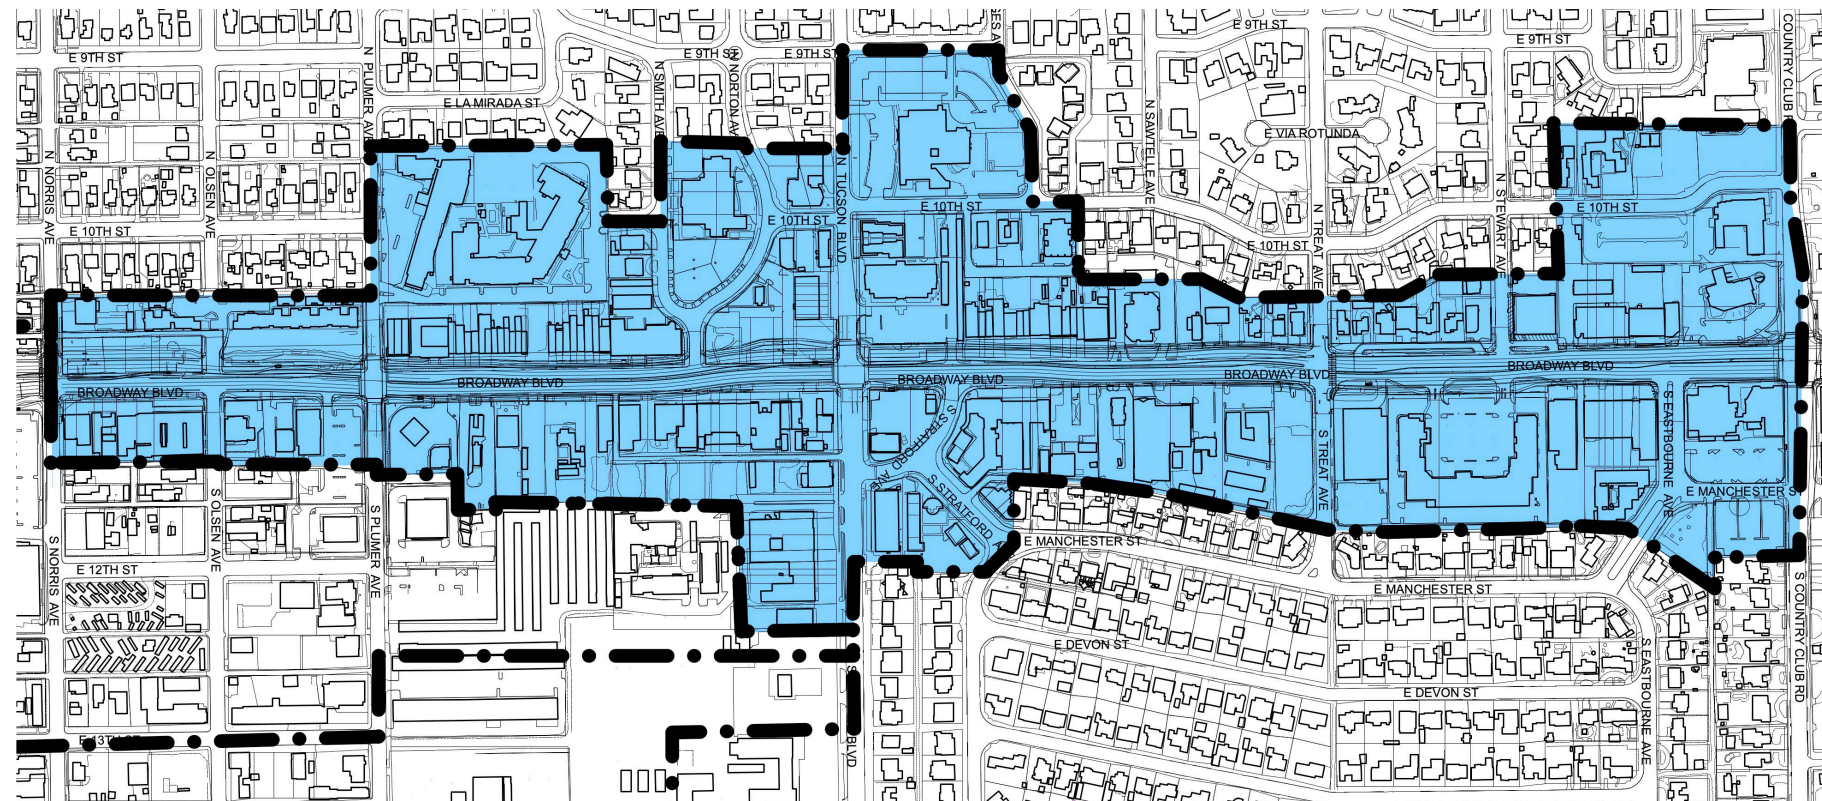 E 9TH ST
E 9TH ST
E 9TH ST
E 9TH ST
E 9TH ST
COUNTRY CLUB R
N PLUMER AVE
N SMITH AVE
N NORTON AV
E LA MIRADA ST
N SAWTELLE AVE
E VIA ROTUNDA
N NORRIS AVE
N OLSEN AVE
N TUCSON BLVD
N TREAT AVE
N STEWART AVE
E 10TH ST
E 10TH ST
E 10TH ST
E 10TH ST
E 10TH ST
BROADWAY BLVD
BROADWAY BLVD
BROADWAY BLVD
BROADWAY BLVD
BROADWAY BLVD
S STRATFORD AVE
S STRATFORD A
S TREAT AVE
S EASTBOURNE AVE
E MANCHESTER ST
S NORRIS AVE
S OLSEN AVE
S PLUMER AVE
E 12TH ST
E MANCHESTER ST
E MANCHESTER ST
S COUNTRY CLUB RD
E DEVON ST
E DEVON ST
S EASTBOURNE AVE
BLVD
E 13TH ST